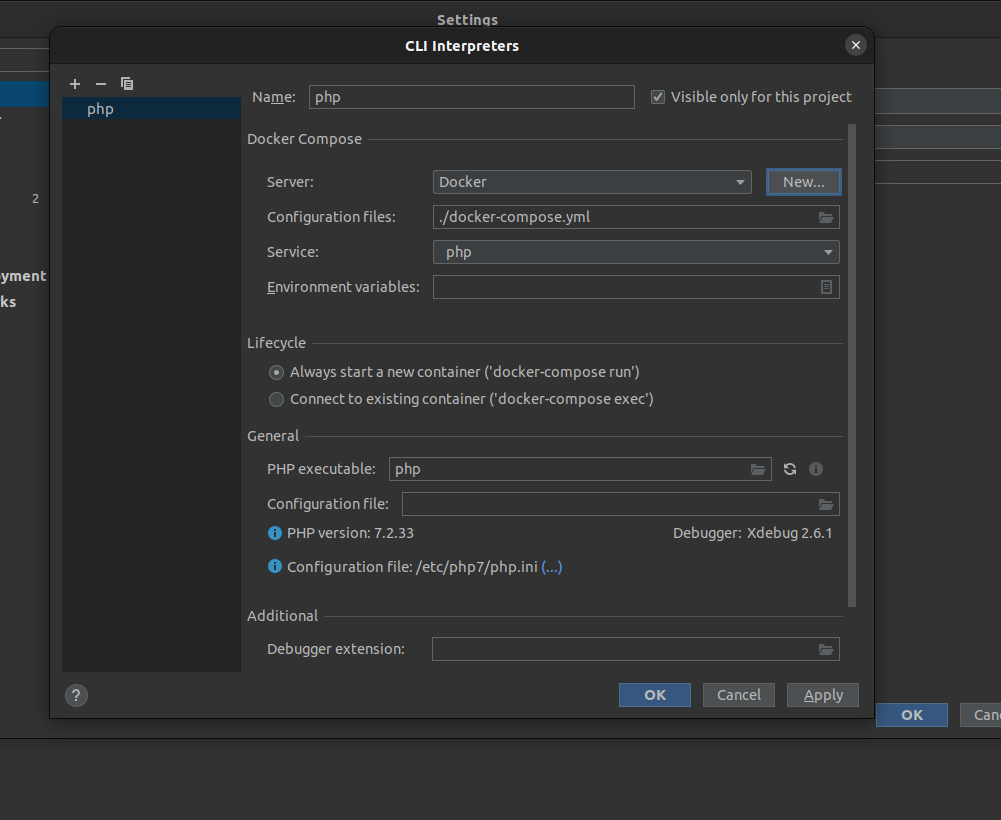 Settings
CLI Interpreters
php
Name: php Visible only for this project
Docker Compose
Server: Docker New...
Configuration files: ./docker-compose.yml
Service: php
Environment variables:
Lifecycle
Always start a new container ('docker-compose run')
Connect to existing container ('docker-compose exec')
General
PHP executable: php
Configuration file:
PHP version: 7.2.33 Debugger: Xdebug 2.6.1
Configuration file: /etc/php7/php.ini (...)
Additional
Debugger extension:
? OK Cancel Apply
2
oyment
ks
OK Canc